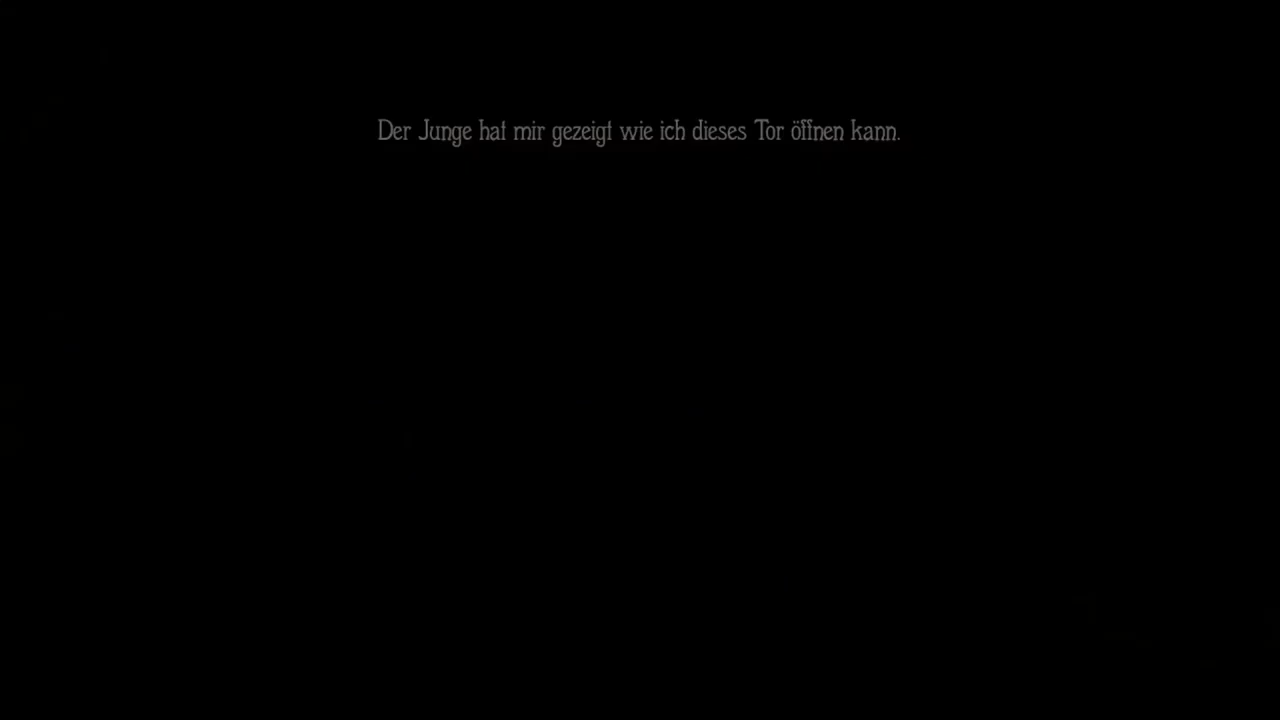 Der Junge hat mir gezeigt wie ich dieses Tor öffnen kann.